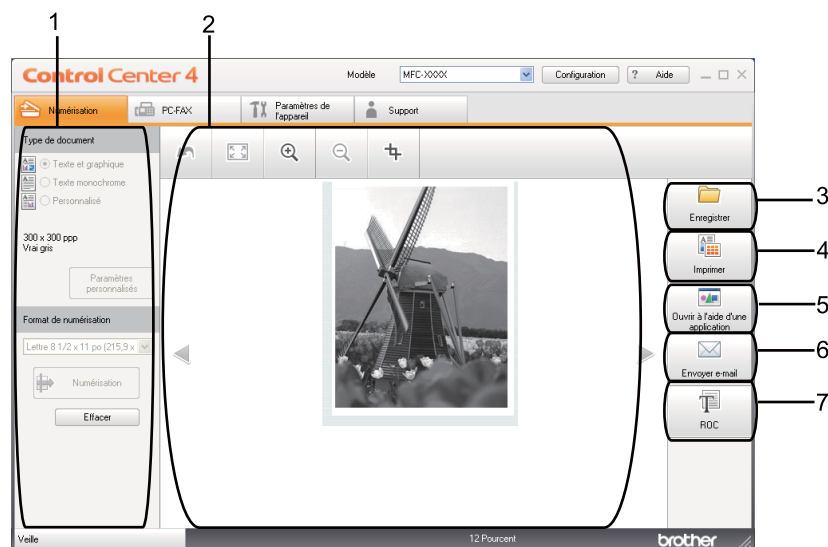 1
2
Control Center 4
Modèle
MFC-XXXX
Configuration
? Aide
Numérisation
PC-FAX
Paramètres de
l'appareil
Support
Type de document
Texte et graphique
Texte monochrome
Personnalisé
300 x 300 ppp
Vrai gris
Paramètres
personnalisés
Format de numérisation
Lettre 8 1/2 x 11 po (215,9 x
Numérisation
Effacer
Enregistrer
3
Imprimer
4
Ouvrir à l'aide d'une
application
5
Envoyer e-mail
6
ROC
7
Veille
12 Pourcent
brother